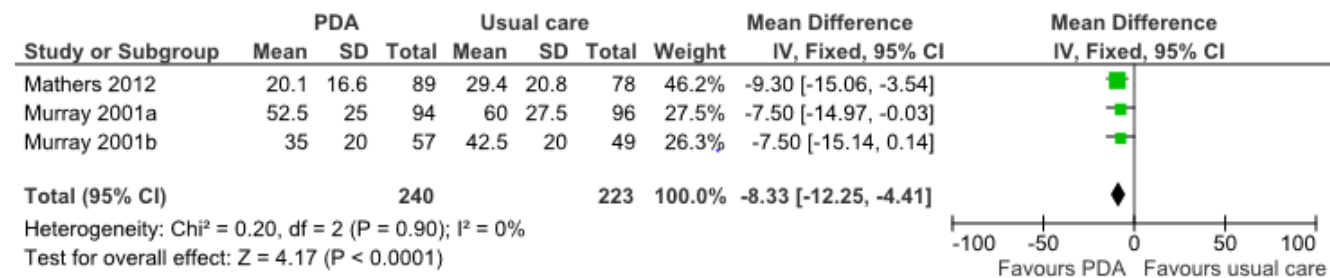 PDA Usual care Mean Difference Mean Difference
Study or Subgroup Mean SD Total Mean SD Total Weight IV, Fixed, 95% CI IV, Fixed, 95% CI
Mathers 2012 20.1 16.6 89 29.4 20.8 78 46.2% -9.30 [-15.06, -3.54]
Murray 2001a 52.5 25 94 60 27.5 96 27.5% -7.50 [-14.97, -0.03]
Murray 2001b 35 20 57 42.5 20 49 26.3% -7.50 [-15.14, 0.14]
Total (95% CI) 240 223 100.0% -8.33 [-12.25, -4.41]
Heterogeneity: Chi² = 0.20, df = 2 (P = 0.90); I² = 0%
Test for overall effect: Z = 4.17 (P < 0.0001)
-100 -50 0 50 100
Favours PDA Favours usual care